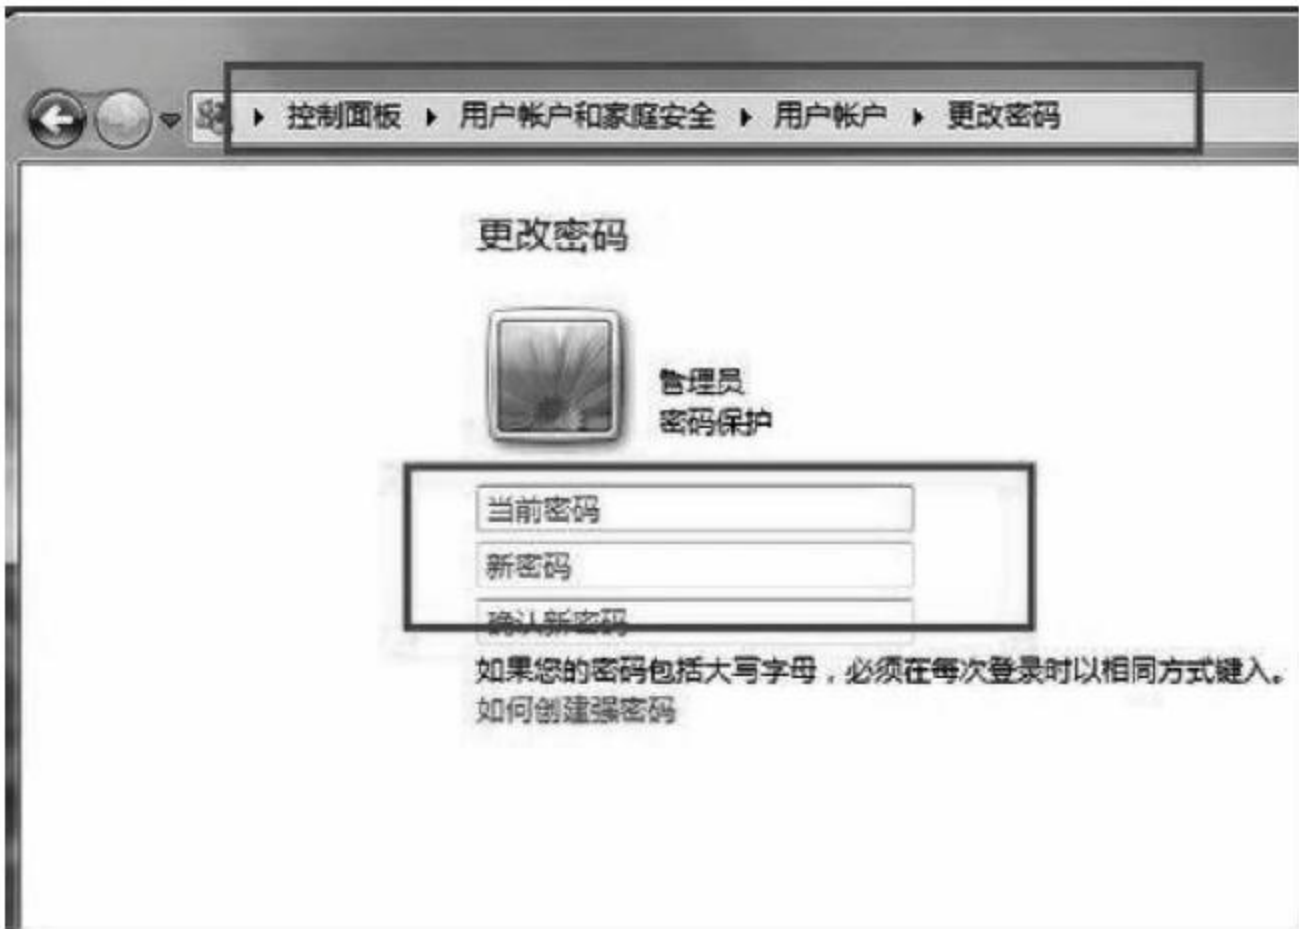 控制面板 ▶ 用户帐户和家庭安全 ▶ 用户帐户 ▶ 更改密码
更改密码
管理员
密码保护
当前密码
新密码
确认新密码
如果您的密码包括大写字母，必须在每次登录时以相同方式键入。
如何创建强密码